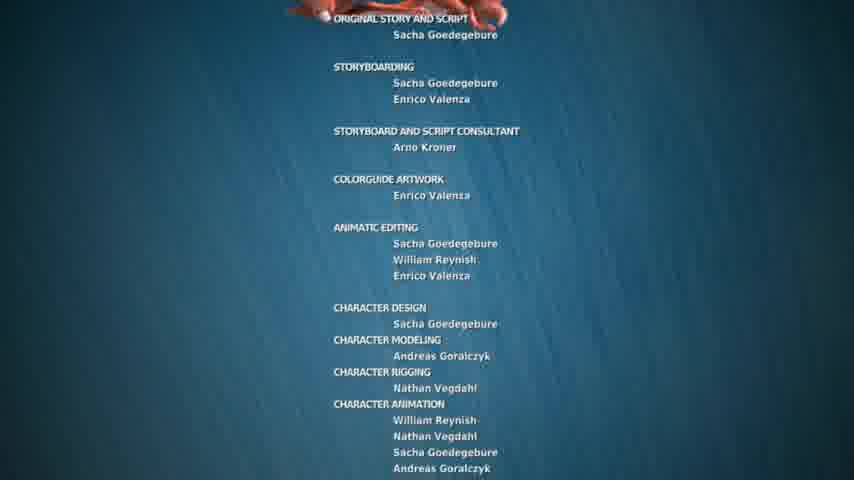 ORIGINAL STORY AND SCRIPT
Sacha Goedegebure
STORYBOARDING
Sacha Goedegebure
Enrico Valenza
STORYBOARD AND SCRIPT CONSULTANT
Arno Kroner
COLORGUIDE ARTWORK
Enrico Valenza
ANIMATIC EDITING
Sacha Goedegebure
William Reynish
Enrico Valenza
CHARACTER DESIGN
Sacha Goedegebure
CHARACTER MODELING
Andreas Goralczyk
CHARACTER RIGGING
Nathan Vegdahl
CHARACTER ANIMATION
William Reynish
Nathan Vegdahl
Sacha Goedegebure
Andreas Goralczyk